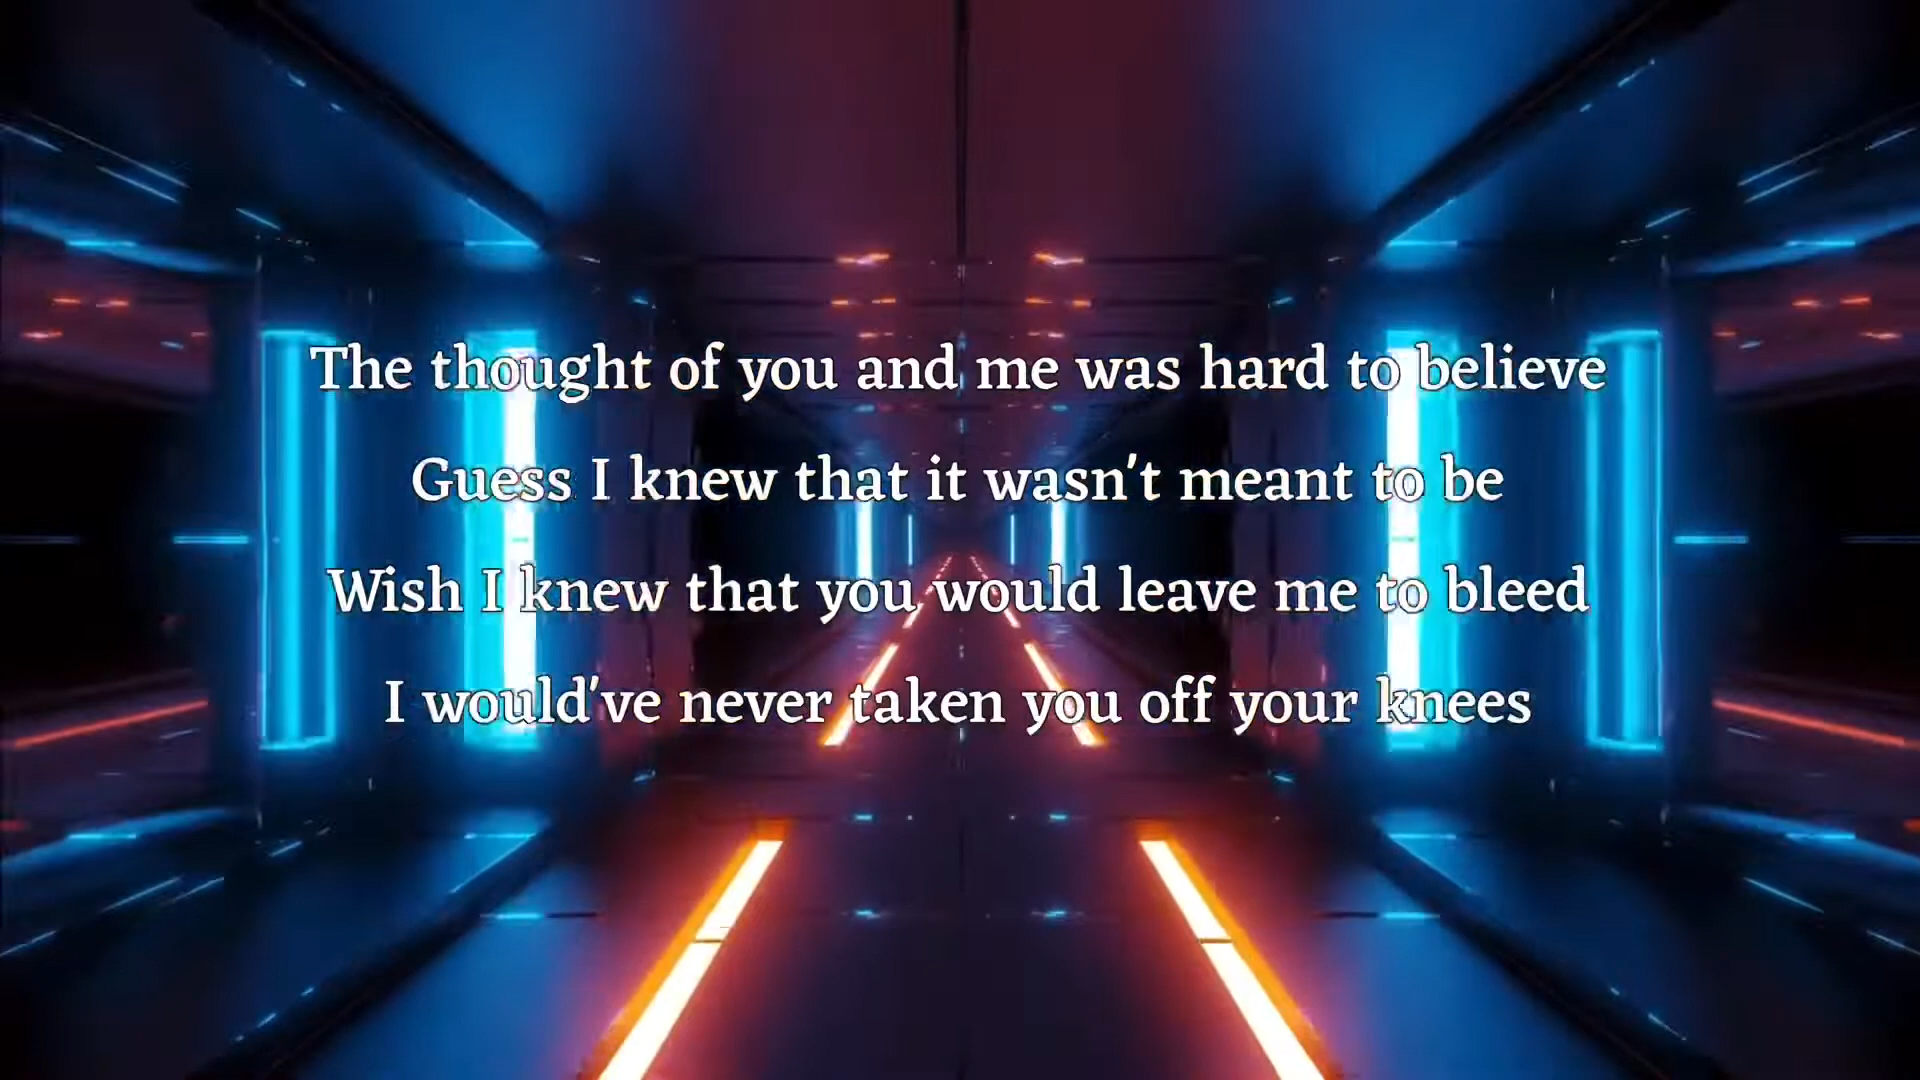 The thought of you and me was hard to believe
Guess I knew that it wasn't meant to be
Wish I knew that you would leave me to bleed
I would've never taken you off your knees